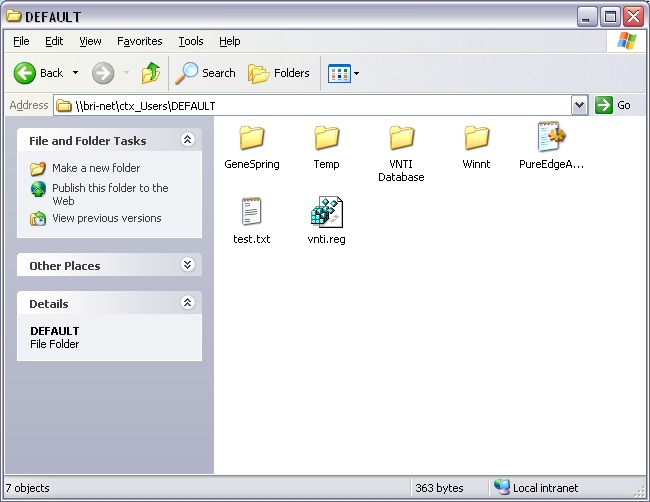 DEFAULT
File Edit View Favorites Tools Help
Back Search Folders
Address \\bri-net\ctx_Users\DEFAULT Go
File and Folder Tasks
Make a new folder
Publish this folder to the
Web
View previous versions
Other Places
Details
DEFAULT
File Folder
GeneSpring Temp VNTI Winnt PureEdgeA...
Database
test.txt vnti.reg
7 objects 363 bytes Local intranet